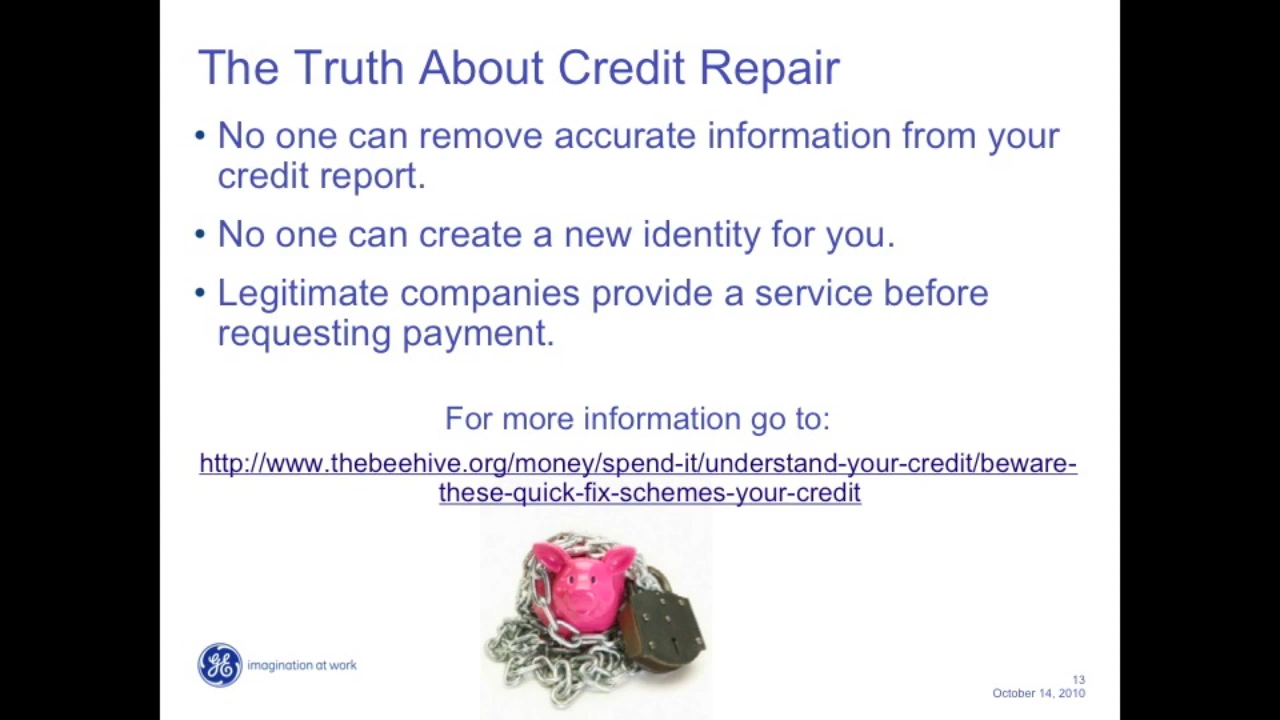 The Truth About Credit Repair
• No one can remove accurate information from your
credit report.
• No one can create a new identity for you.
• Legitimate companies provide a service before
requesting payment.
For more information go to:
http://www.thebeehive.org/money/spend-it/understand-your-credit/beware-
these-quick-fix-schemes-your-credit
GE imagination at work
13
October 14, 2010